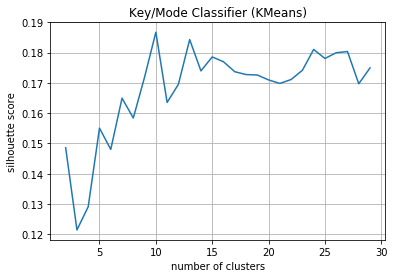 Key/Mode Classifier (KMeans)
silhouette score
0.19
0.18
0.17
0.16
0.15
0.14
0.13
0.12
5 10 15 20 25 30
number of clusters